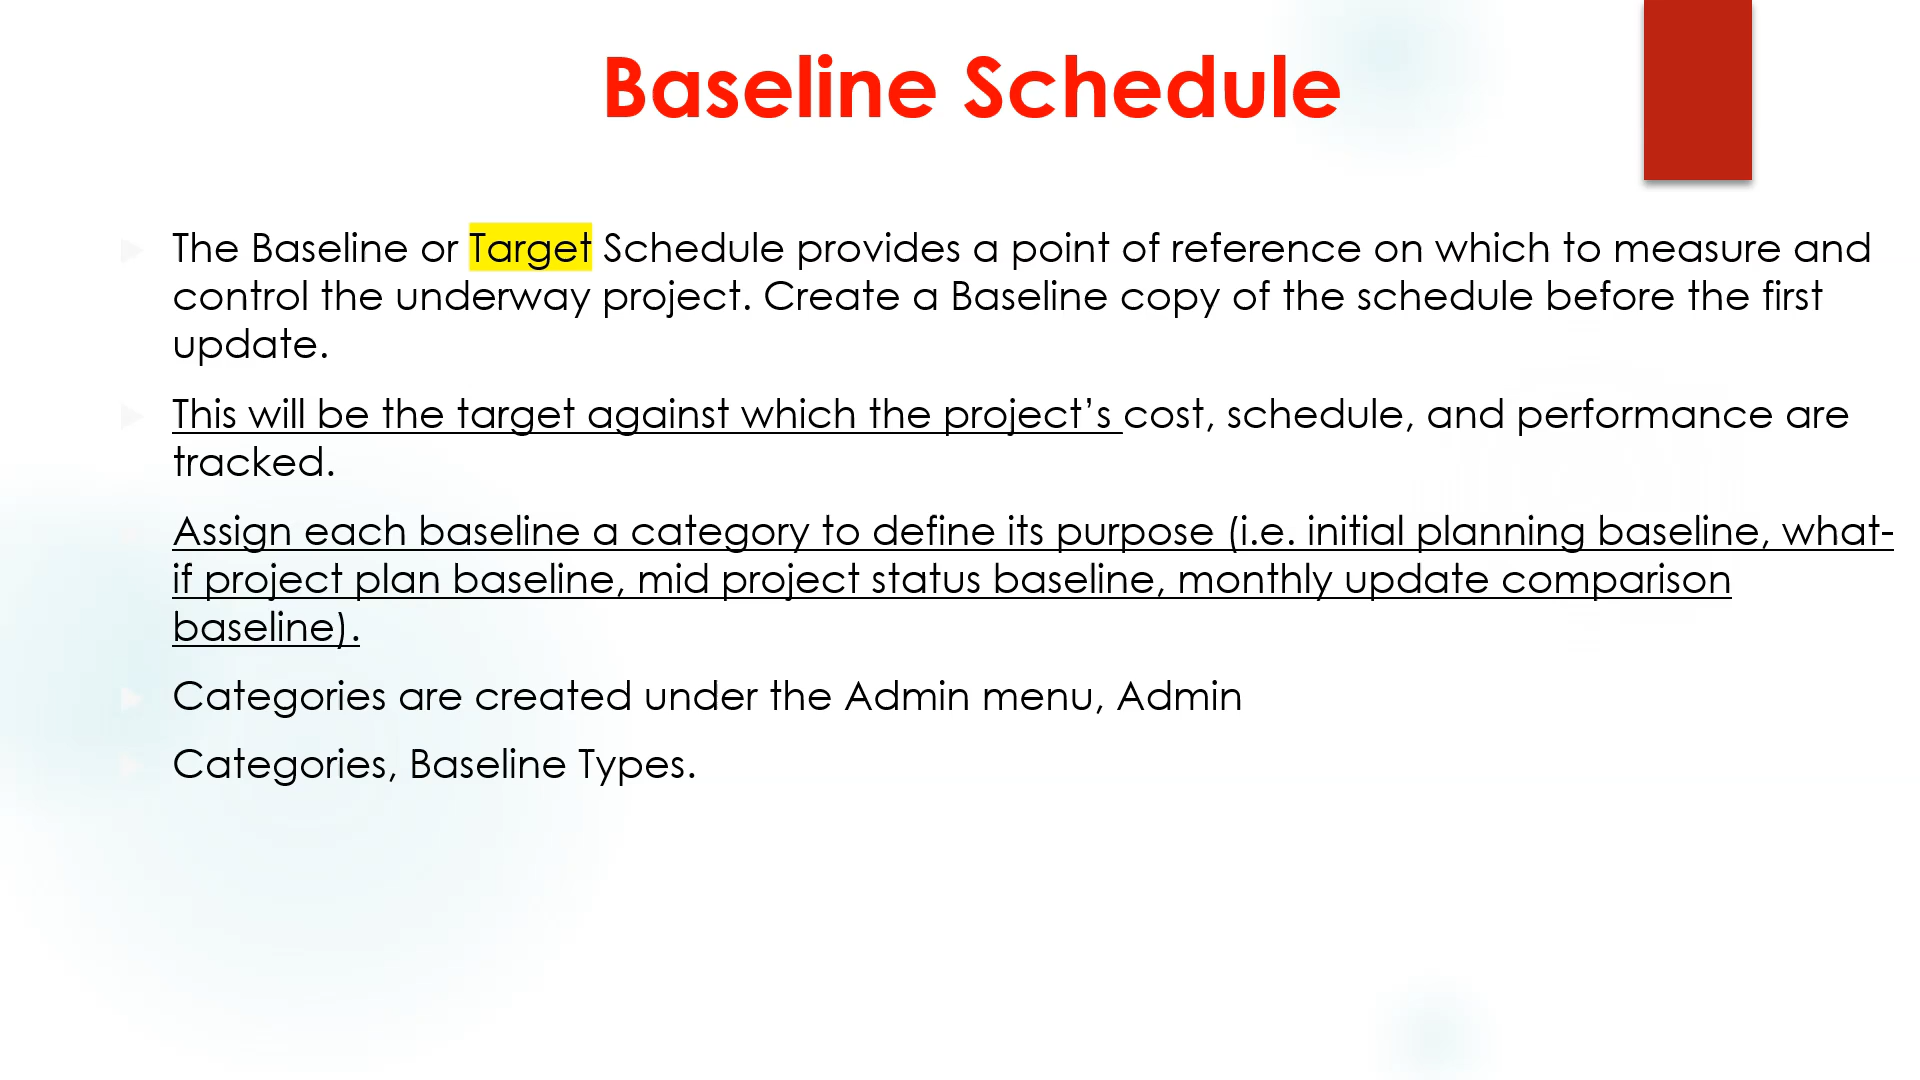 Baseline Schedule
The Baseline or Target Schedule provides a point of reference on which to measure and
control the underway project. Create a Baseline copy of the schedule before the first
update.
This will be the target against which the project’s cost, schedule, and performance are
tracked.
Assign each baseline a category to define its purpose (i.e. initial planning baseline, what-
if project plan baseline, mid project status baseline, monthly update comparison
baseline).
Categories are created under the Admin menu, Admin
Categories, Baseline Types.